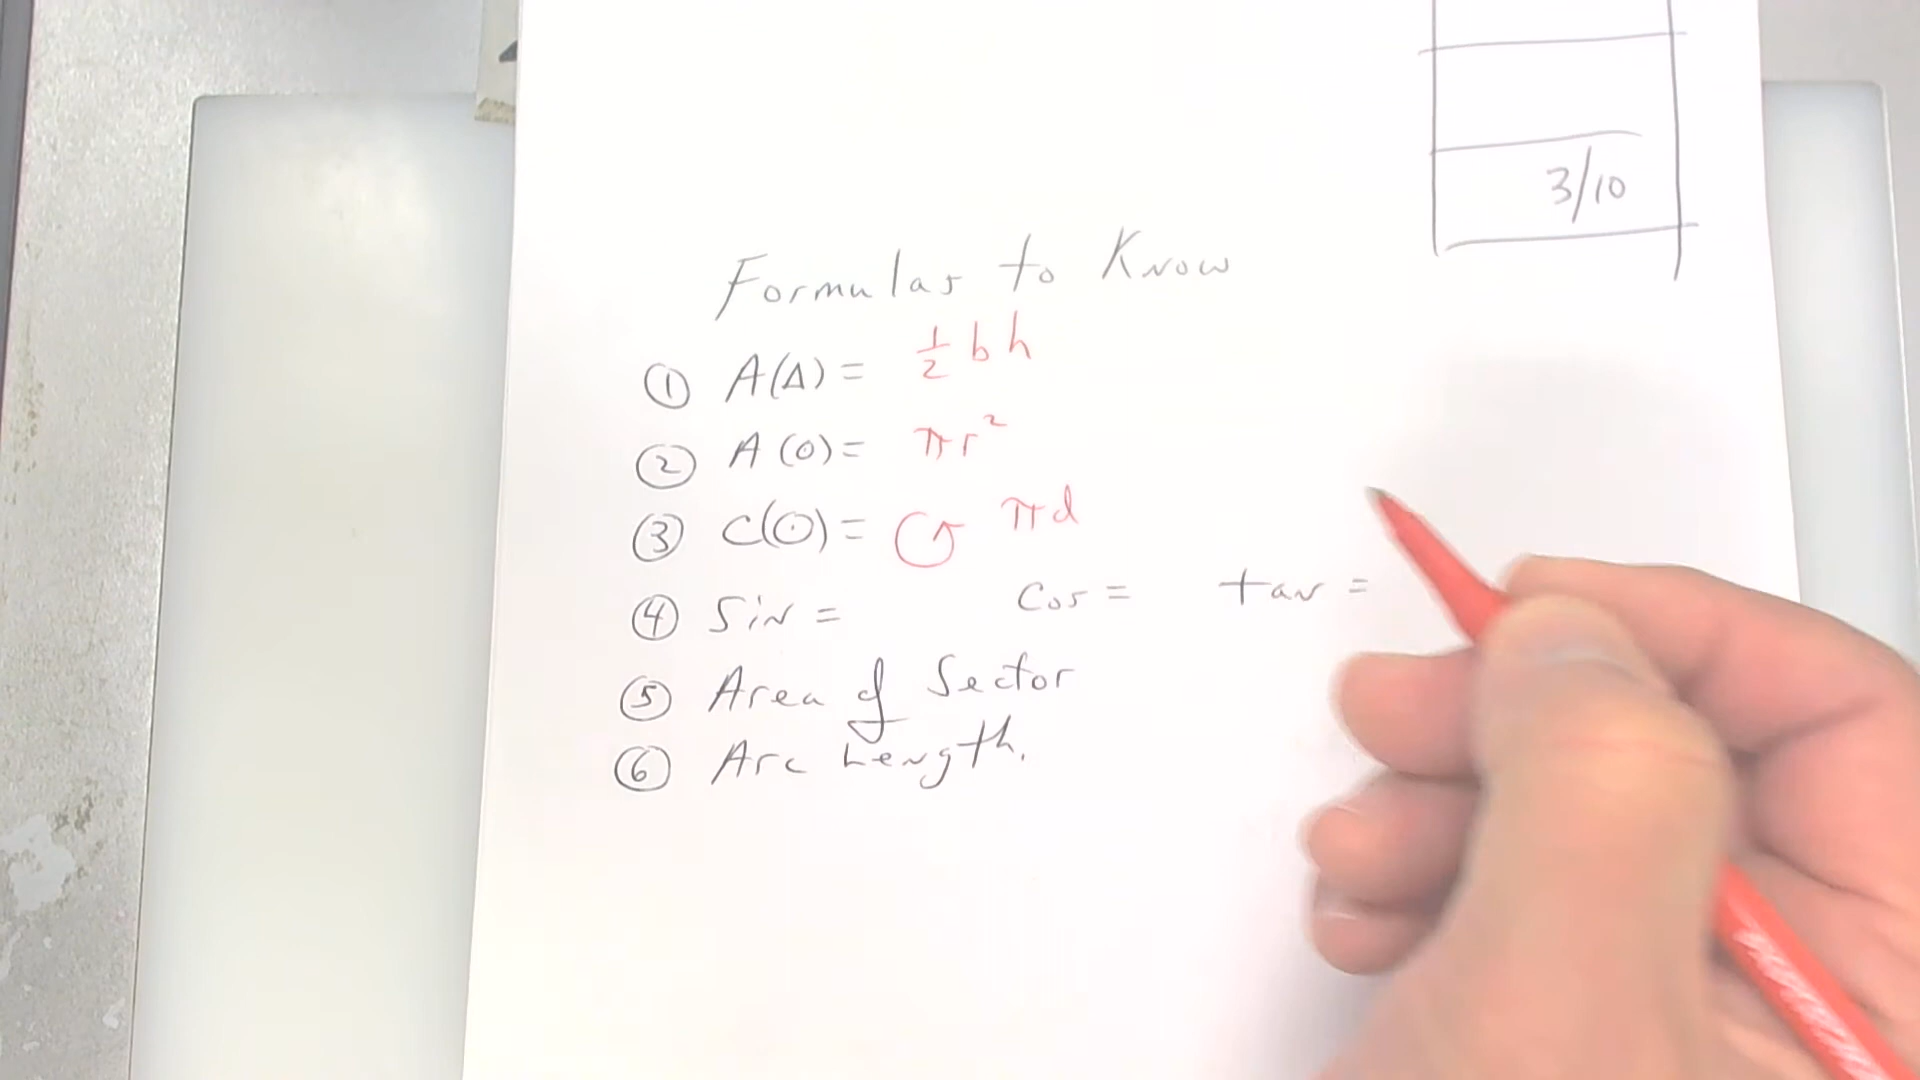 3/10
Formulas to Know
① A(Δ) = ½ b h
② A (⊙) = πr²
③ C(⊙) = πd
④ Sin = Cos = tan =
⑤ Area of Sector
⑥ Arc Length.